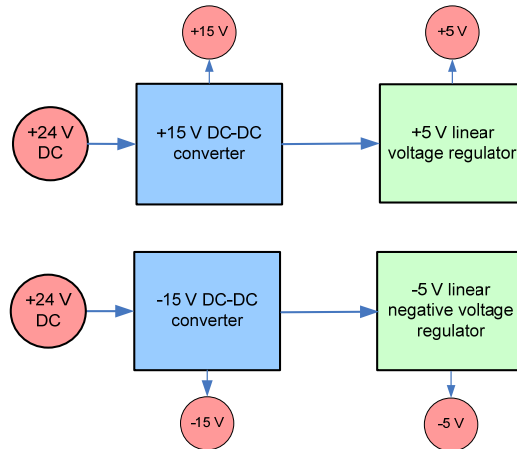 +15 V
+5 V
+24 V
DC
+15 V DC-DC
converter
+5 V linear
voltage regulator
+24 V
DC
-15 V DC-DC
converter
-5 V linear
negative voltage
regulator
-15 V
-5 V